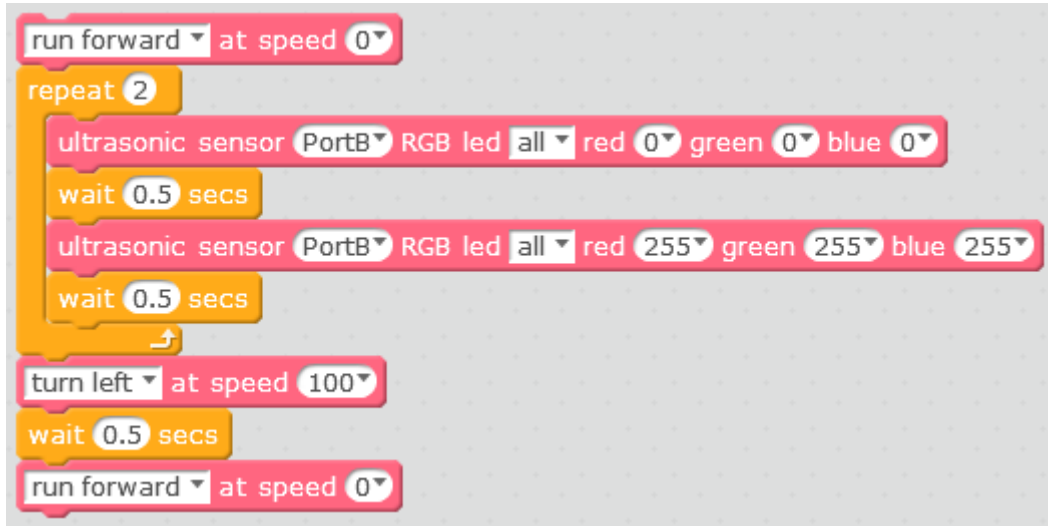 run forward at speed 0
repeat 2
ultrasonic sensor PortB RGB led all red 0 green 0 blue 0
wait 0.5 secs
ultrasonic sensor PortB RGB led all red 255 green 255 blue 255
wait 0.5 secs
turn left at speed 100
wait 0.5 secs
run forward at speed 0